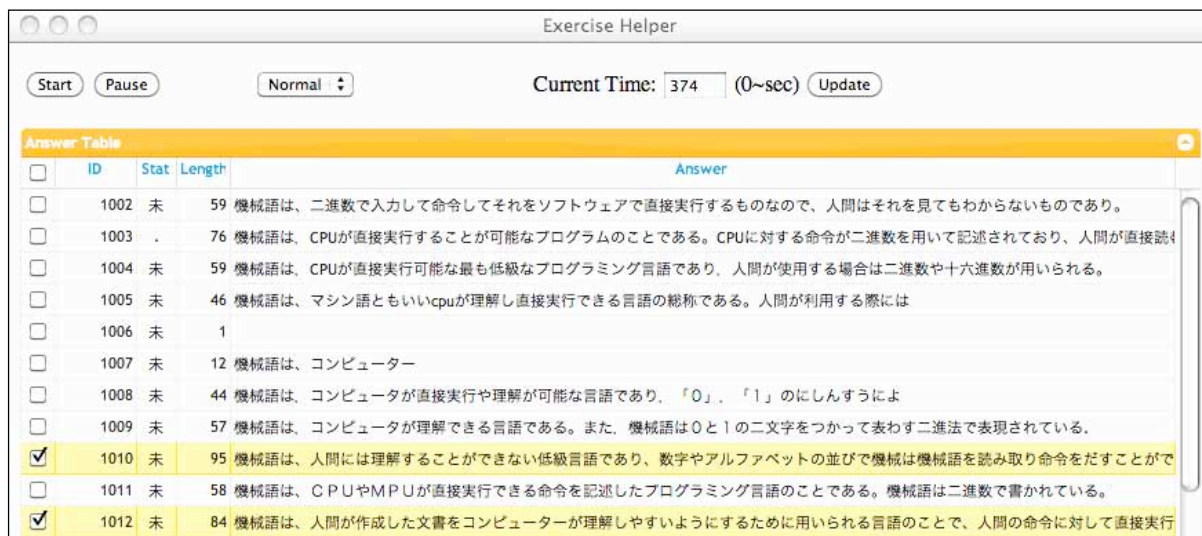 Exercise Helper
Start Pause Normal Current Time: 374 (0~sec) Update
Answer Table
ID Stat Length Answer
1002 未 59 機械語は、二進数で入力して命令してそれをソフトウェアで直接実行するものなので、人間はそれを見てもわからないものであり。
1003 . 76 機械語は，CPUが直接実行することが可能なプログラムのことである。CPUに対する命令が二進数を用いて記述されており、人間が直接読
1004 未 59 機械語は、CPUが直接実行可能な最も低級なプログラミング言語であり，人間が使用する場合は二進数や十六進数が用いられる。
1005 未 46 機械語は、マシン語ともいいcpuが理解し直接実行できる言語の総称である。人間が利用する際には
1006 未 1
1007 未 12 機械語は、コンピューター
1008 未 44 機械語は，コンピュータが直接実行や理解が可能な言語であり，「０」，「１」のにしんすうによ
1009 未 57 機械語は、コンピュータが理解できる言語である。また，機械語は０と１の二文字をつかって表わす二進法で表現されている．
1010 未 95 機械語は、人間には理解することができない低級言語であり、数字やアルファベットの並びで機械は機械語を読み取り命令をだすことがで
1011 未 58 機械語は、ＣＰＵやＭＰＵが直接実行できる命令を記述したプログラミング言語のことである。機械語は二進数で書かれている。
1012 未 84 機械語は、人間が作成した文書をコンピューターが理解しやすいようにするために用いられる言語のことで、人間の命令に対して直接実行